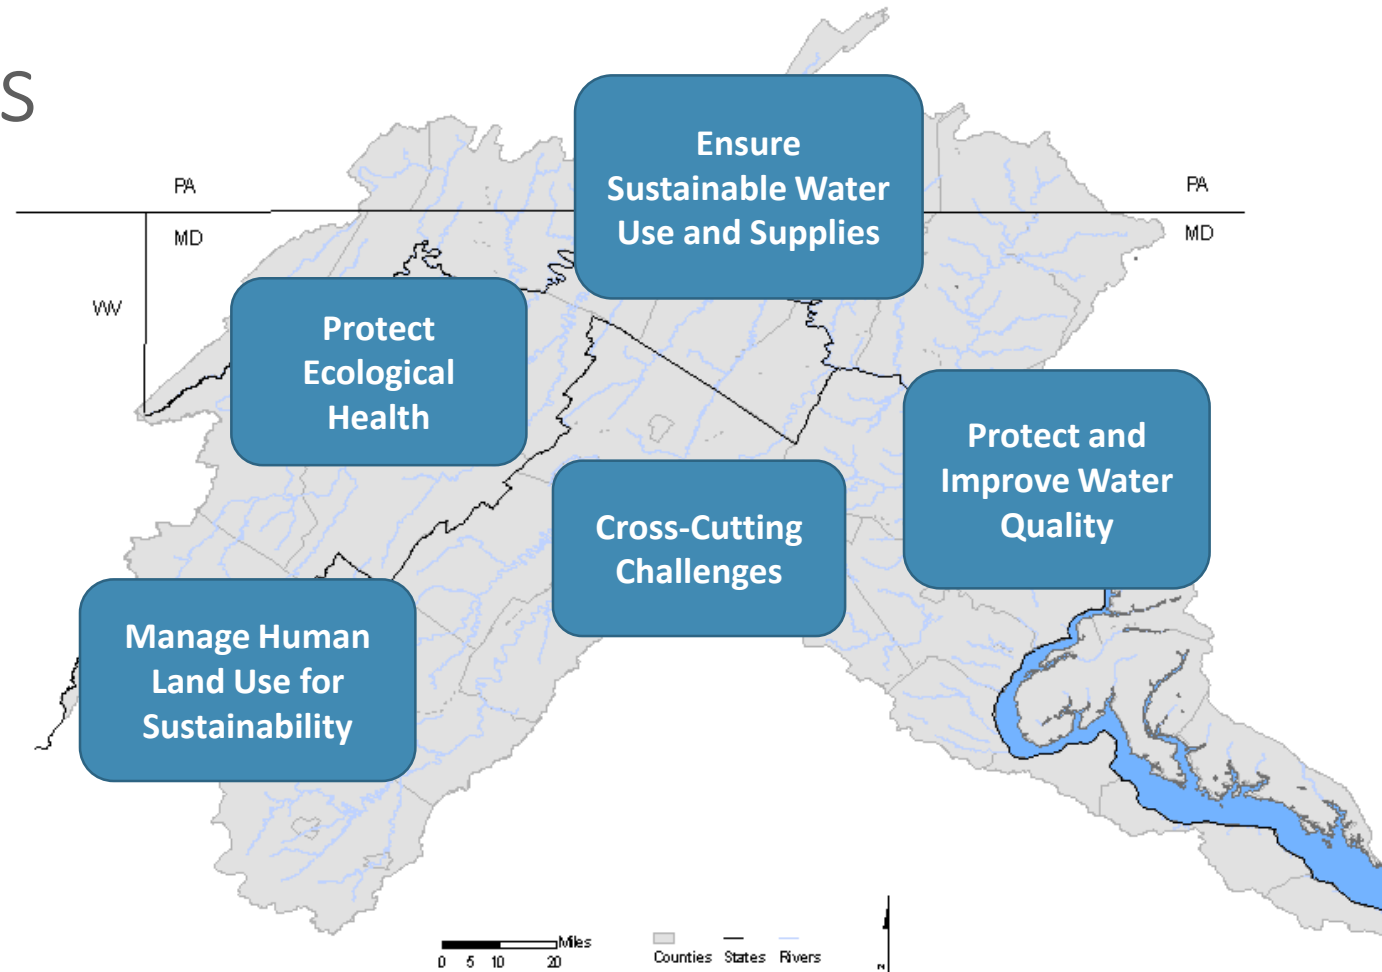 S
Ensure
Sustainable Water
Use and Supplies
PA
PA
MD
MD
WV
Protect
Ecological
Health
Protect and
Improve Water
Quality
Cross-Cutting
Challenges
Manage Human
Land Use for
Sustainability
Miles
0 5 10 20
Counties States Rivers
N